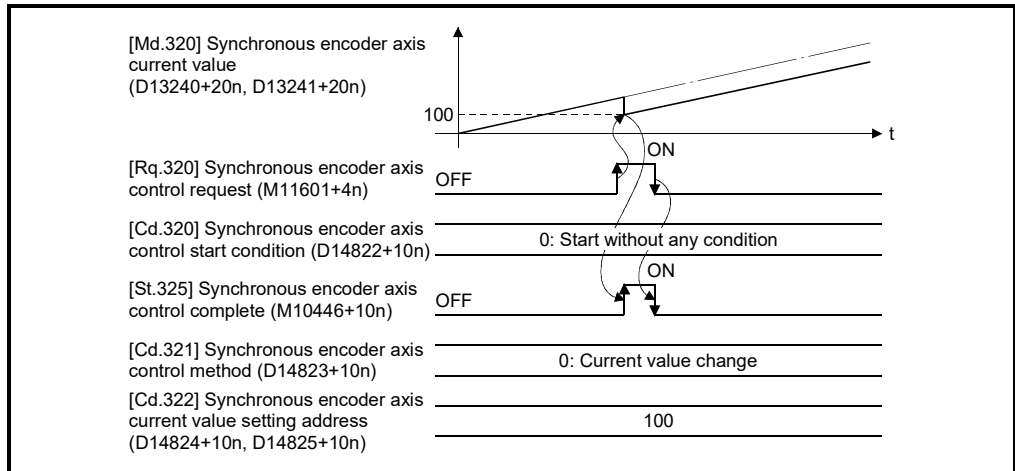 [Md.320] Synchronous encoder axis
current value
(D13240+20n, D13241+20n)
100
t
[Rq.320] Synchronous encoder axis
control request (M11601+4n)
OFF
ON
[Cd.320] Synchronous encoder axis
control start condition (D14822+10n)
0: Start without any condition
[St.325] Synchronous encoder axis
control complete (M10446+10n)
OFF
ON
[Cd.321] Synchronous encoder axis
control method (D14823+10n)
0: Current value change
[Cd.322] Synchronous encoder axis
current value setting address
(D14824+10n, D14825+10n)
100